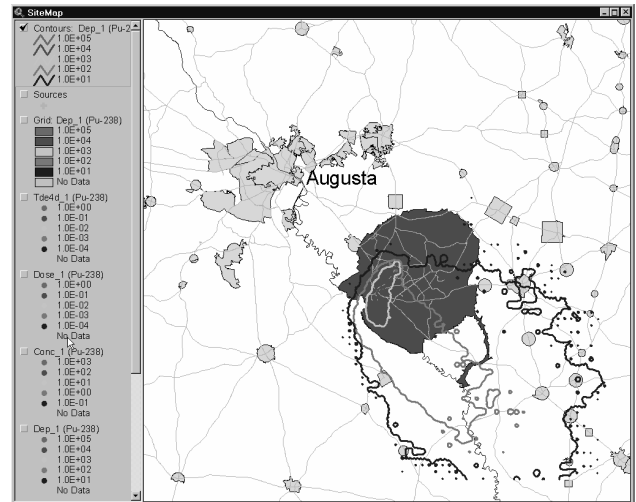 SiteMap
Contours: Dep_1 (Pu-2
1.0E+05
1.0E+04
1.0E+03
1.0E+02
1.0E+01
Sources
Grid: Dep_1 (Pu-238)
1.0E+05
1.0E+04
1.0E+03
1.0E+02
1.0E+01
No Data
Tde4d_1 (Pu-238)
1.0E+00
1.0E-01
1.0E-02
1.0E-03
1.0E-04
No Data
Dose_1 (Pu-238)
1.0E+00
1.0E-01
1.0E-02
1.0E-03
1.0E-04
No Data
Conc_1 (Pu-238)
1.0E+03
1.0E+02
1.0E+01
1.0E+00
1.0E-01
No Data
Dep_1 (Pu-238)
1.0E+05
1.0E+04
1.0E+03
1.0E+02
1.0E+01
No Data
Augusta